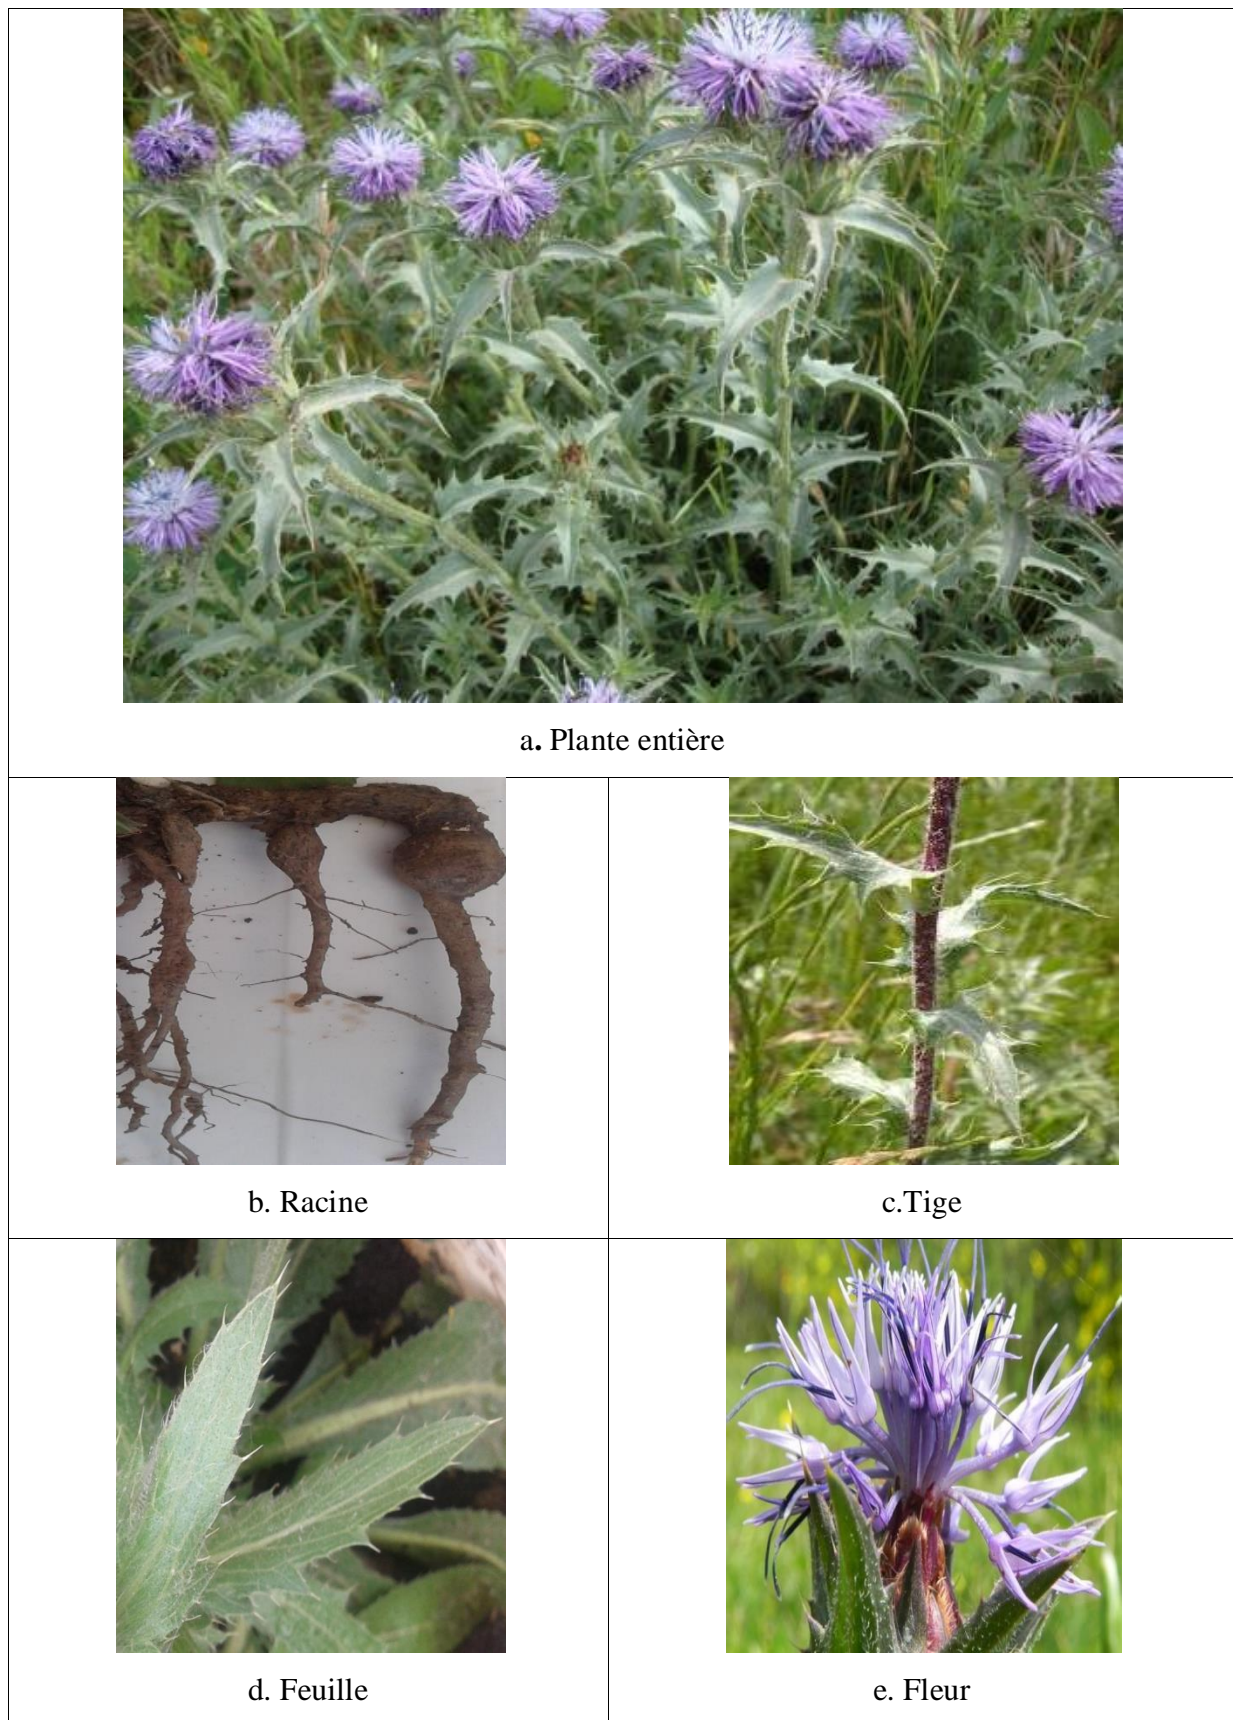 a. Plante entière
b. Racine
c.Tige
d. Feuille
e. Fleur